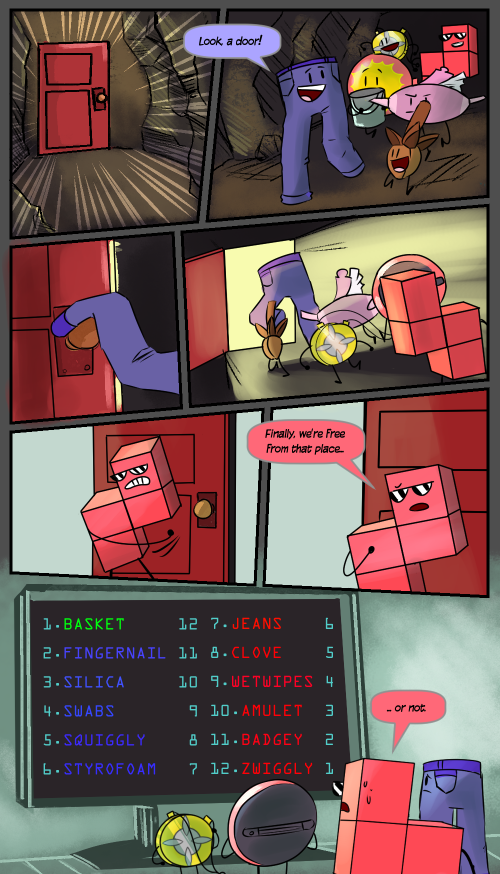 Look, a door!
Finally, we're free
from that place..
1.BASKET 12 7.JEANS 6
2.FINGERNAIL 11 8.CLOVE 5
3.SILICA 10 9.WETWIPES 4
4.SWABS 9 10.AMULET 3
5.SQUIGGLY 8 11.BADGEY 2
6.STYROFOAM 7 12.ZWIGGLY 1
.. or not.